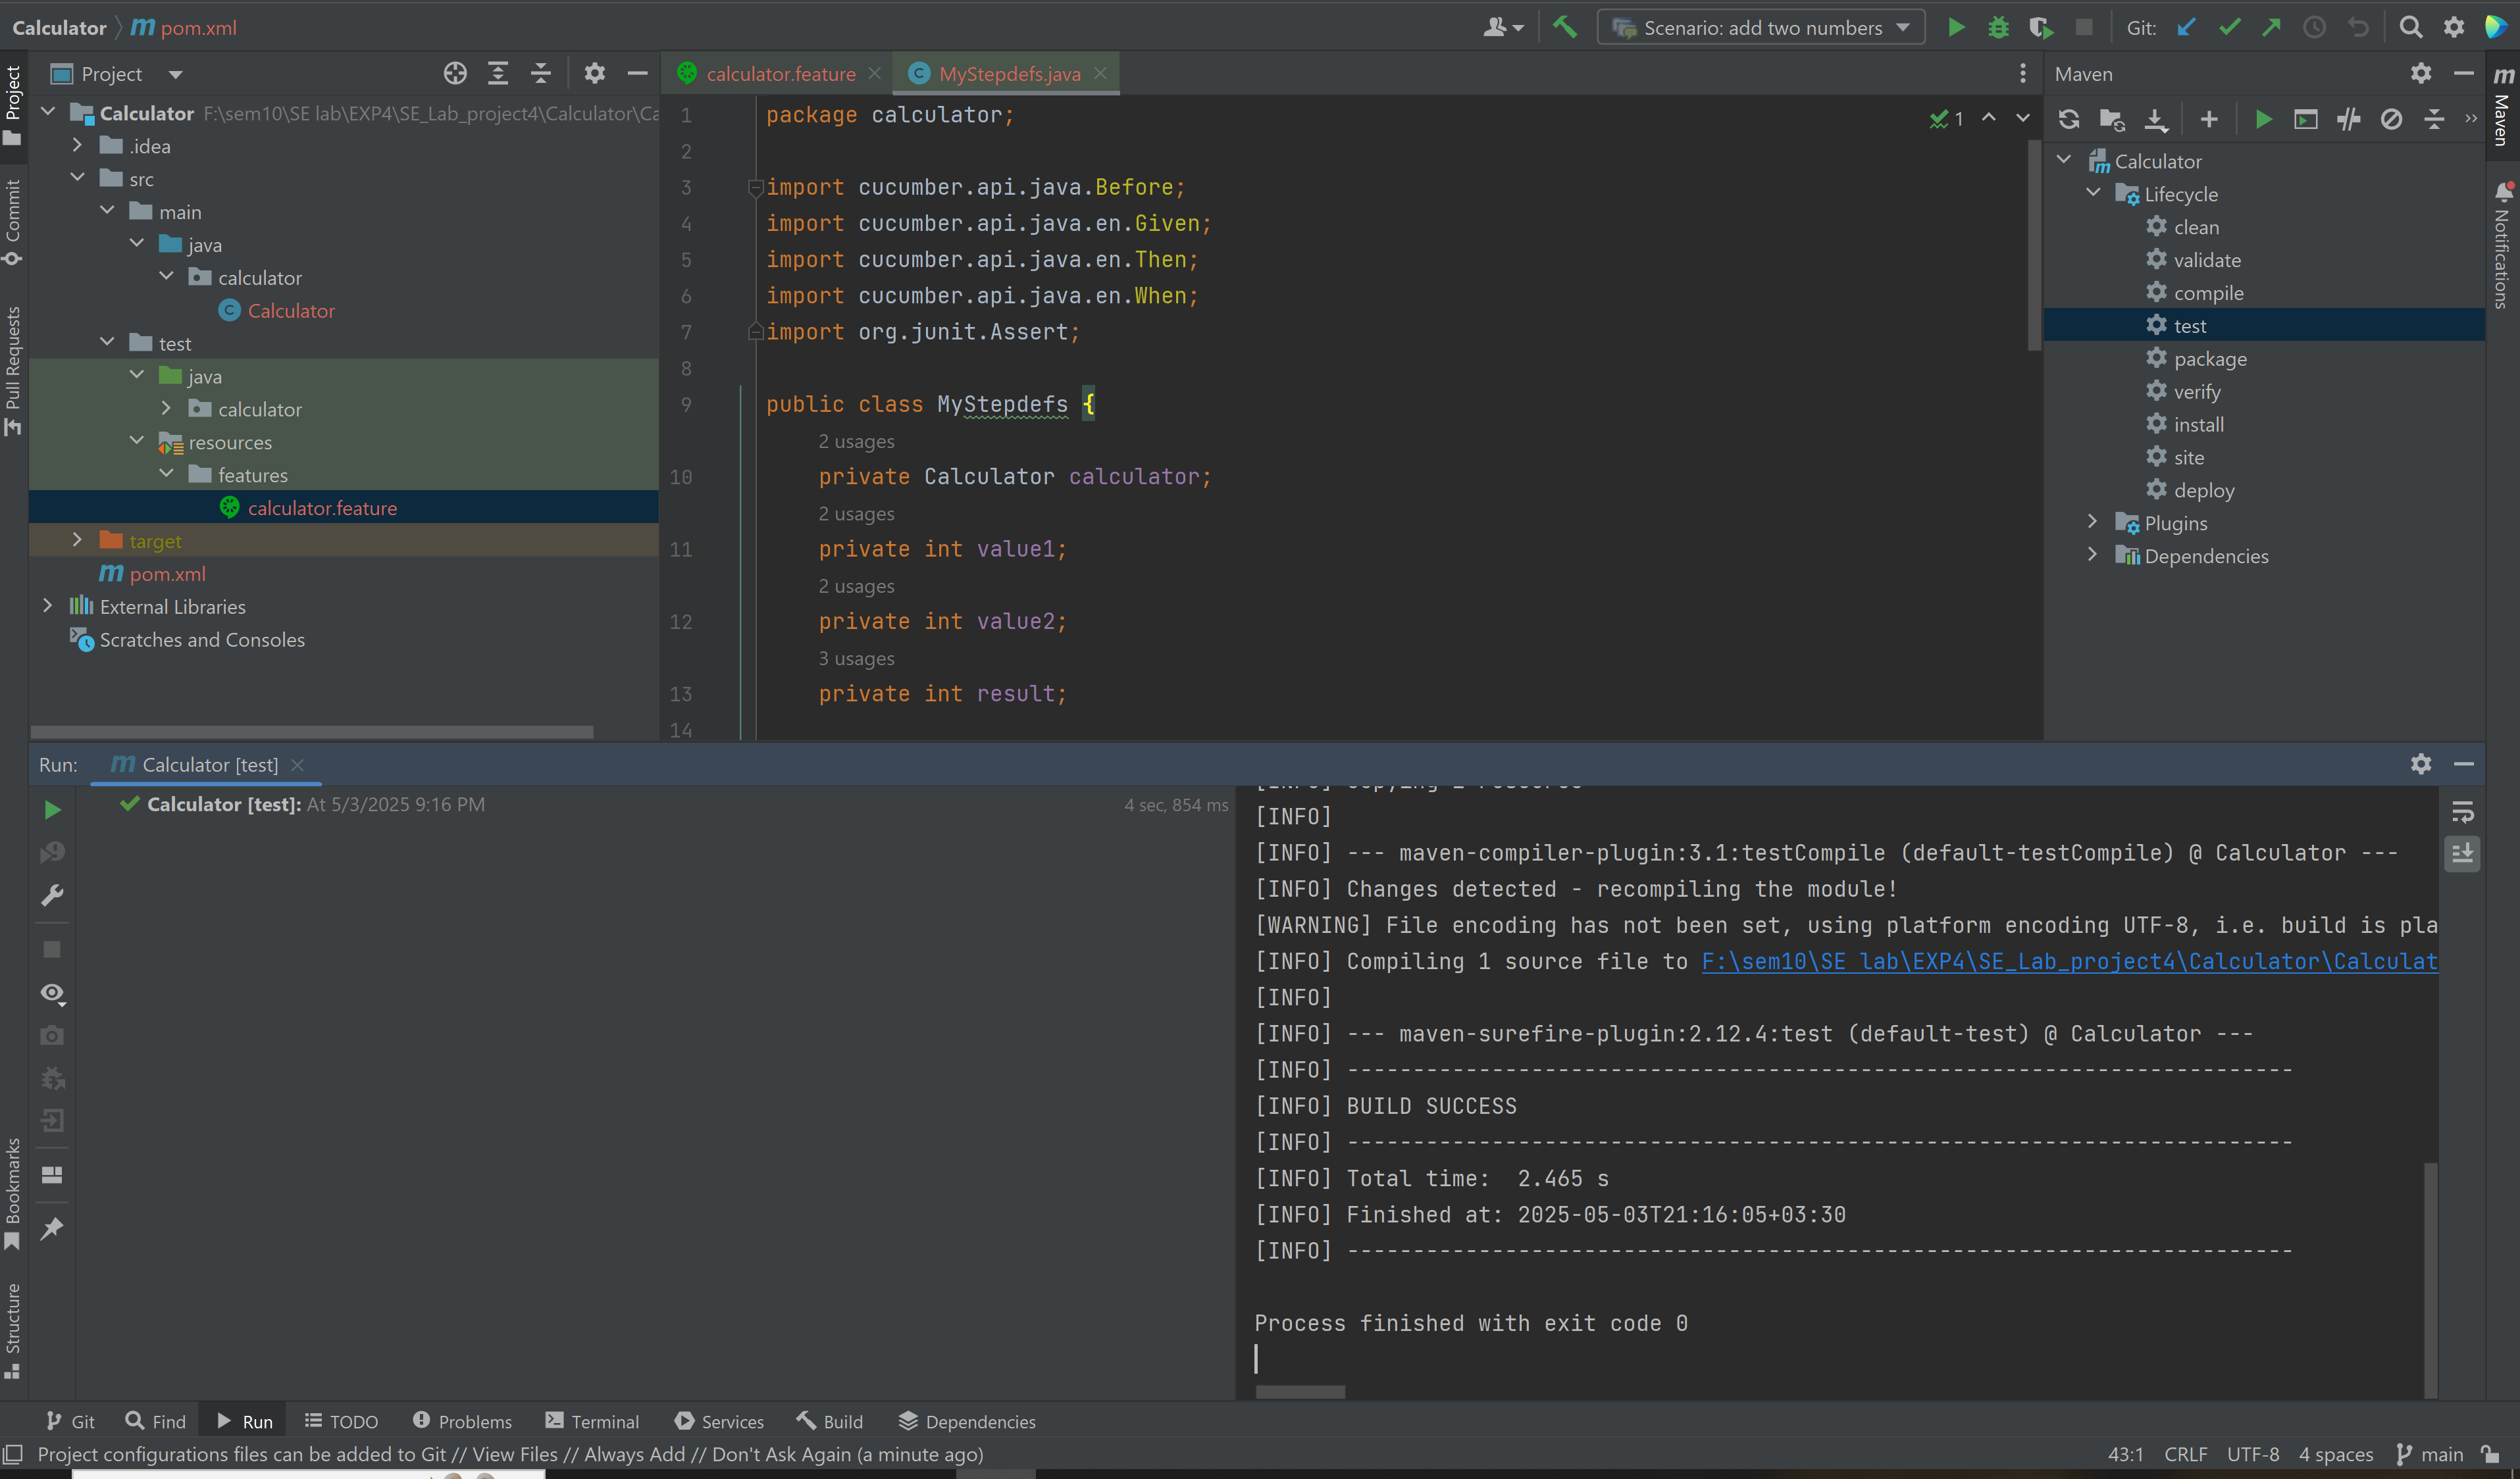 Calculator
pom.xml
Scenario: add two numbers
Git:
Project
Commit
Pull Requests
Bookmarks
Structure
Project
Calculator F:\sem10\SE lab\EXP4\SE_Lab_project4\Calculator\Ca
.idea
src
main
java
calculator
Calculator
test
java
calculator
resources
features
calculator.feature
target
pom.xml
External Libraries
Scratches and Consoles
calculator.feature
MyStepdefs.java
1
1 package calculator;
2
3 import cucumber.api.java.Before;
4 import cucumber.api.java.en.Given;
5 import cucumber.api.java.en.Then;
6 import cucumber.api.java.en.When;
7 import org.junit.Assert;
8
9 public class MyStepdefs {
2 usages
10 private Calculator calculator;
2 usages
11 private int value1;
2 usages
12 private int value2;
3 usages
13 private int result;
14
Maven
Calculator
Lifecycle
clean
validate
compile
test
package
verify
install
site
deploy
Plugins
Dependencies
Maven
Notifications
Run: Calculator [test]
Calculator [test]: At 5/3/2025 9:16 PM 4 sec, 854 ms
[INFO]
[INFO] --- maven-compiler-plugin:3.1:testCompile (default-testCompile) @ Calculator ---
[INFO] Changes detected - recompiling the module!
[WARNING] File encoding has not been set, using platform encoding UTF-8, i.e. build is pla
[INFO] Compiling 1 source file to F:\sem10\SE lab\EXP4\SE_Lab_project4\Calculator\Calculat
[INFO]
[INFO] --- maven-surefire-plugin:2.12.4:test (default-test) @ Calculator ---
[INFO] ------------------------------------------------------------------------
[INFO] BUILD SUCCESS
[INFO] ------------------------------------------------------------------------
[INFO] Total time:  2.465 s
[INFO] Finished at: 2025-05-03T21:16:05+03:30
[INFO] ------------------------------------------------------------------------
Process finished with exit code 0
Git Find Run TODO Problems Terminal Services Build Dependencies
Project configurations files can be added to Git // View Files // Always Add // Don't Ask Again (a minute ago)
43:1 CRLF UTF-8 4 spaces main